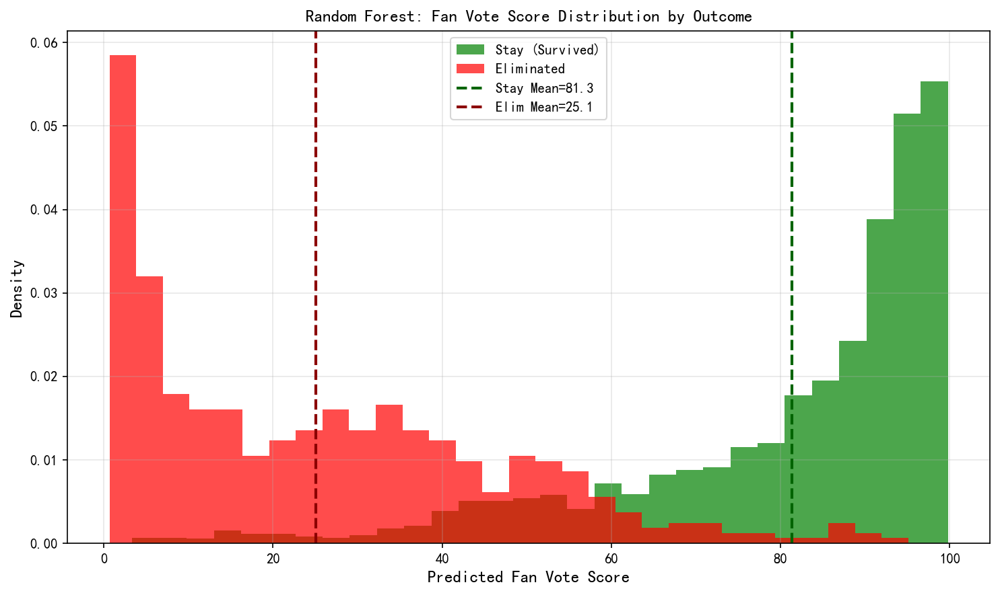 Random Forest: Fan Vote Score Distribution by Outcome
Stay (Survived)
Eliminated
Stay Mean=81.3
Elim Mean=25.1
0.06
0.05
0.04
0.03
0.02
0.01
0.00
Density
0 20 40 60 80 100
Predicted Fan Vote Score